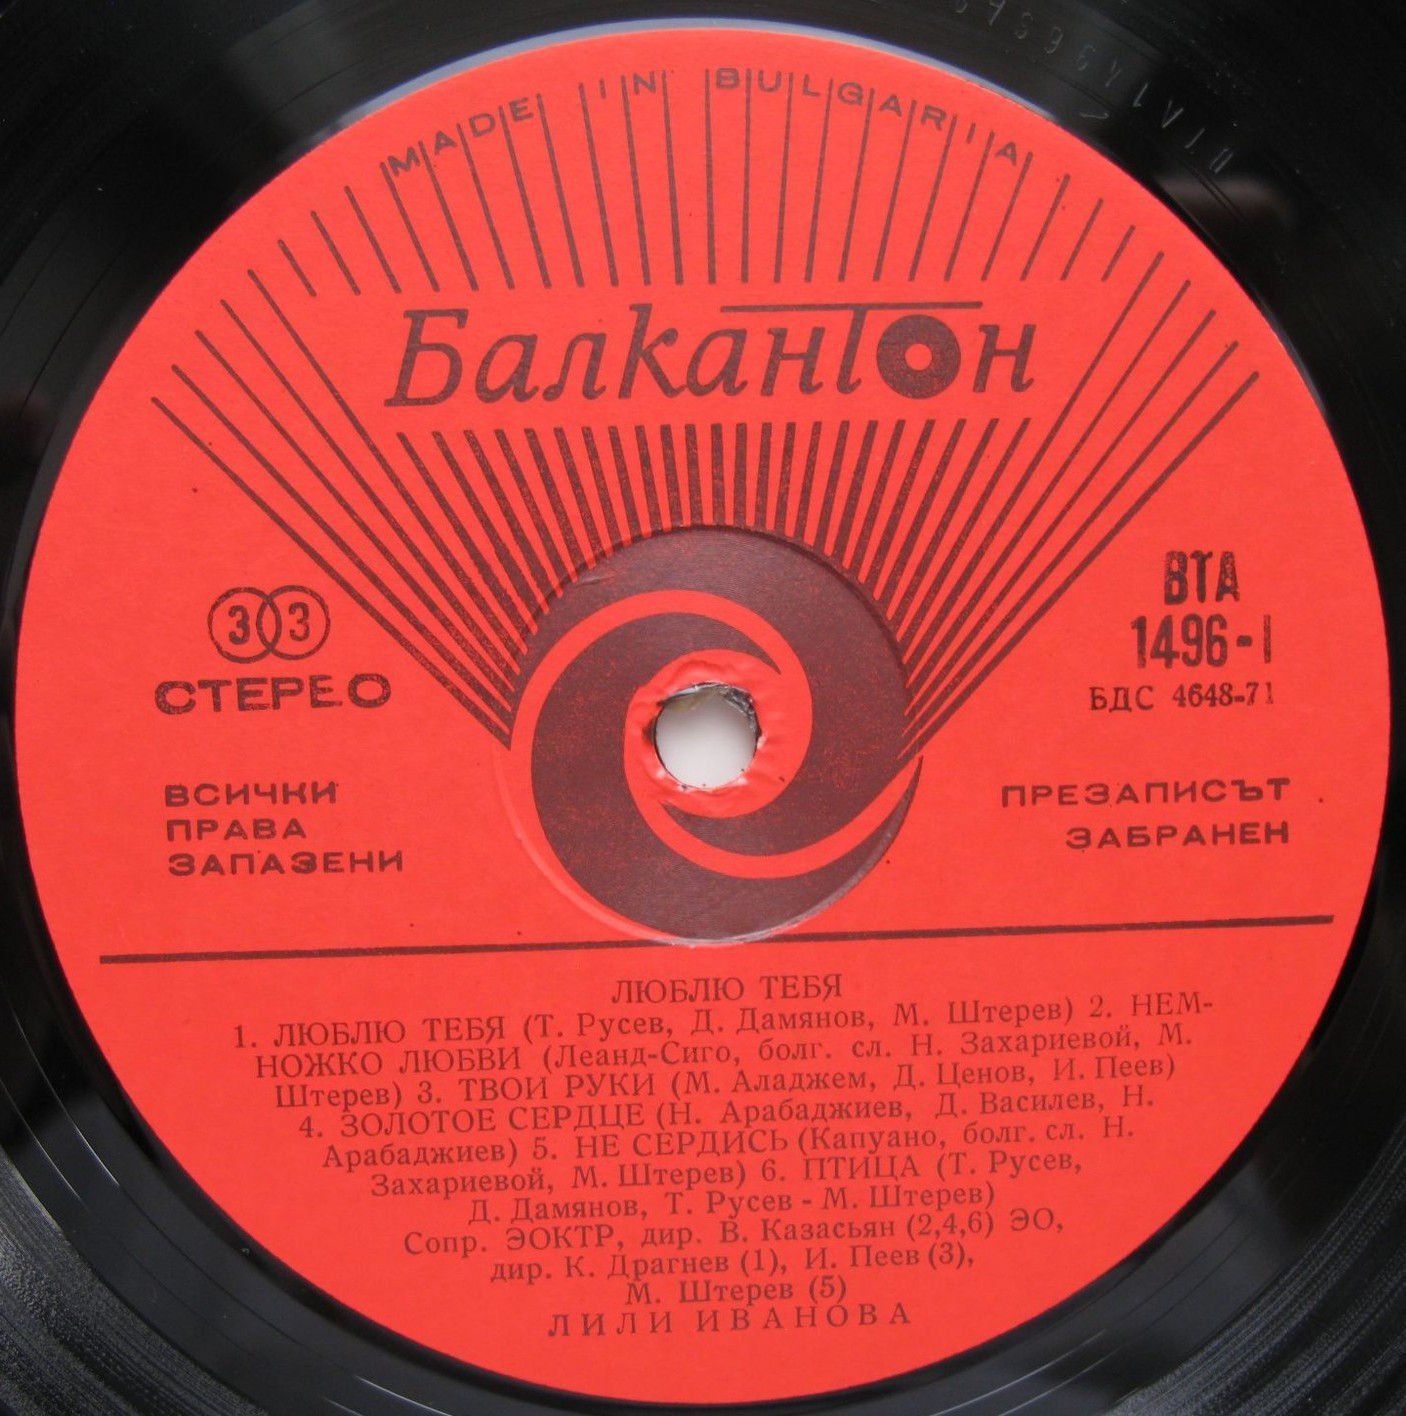 MADE IN BULGARIA
Балкантон
33
СТЕРЕО
ВТА
1496-I
БДС 4648-71
ВСИЧКИ
ПРАВА
ЗАПАЗЕНИ
ПРЕЗАПИСЪТ
ЗАБРАНЕН
ЛЮБЛЮ ТЕБЯ
1. ЛЮБЛЮ ТЕБЯ (Т. Русев, Д. Дамянов, М. Штерев) 2. НЕМ-
НОЖКО ЛЮБВИ (Леанд-Сиго, болг. сл. Н. Захариевой, М.
Штерев) 3. ТВОИ РУКИ (М. Аладжем, Д. Ценов, И. Пеев)
4. ЗОЛОТОЕ СЕРДЦЕ (Н. Арабаджиев, Д. Василев, Н.
Арабаджиев) 5. НЕ СЕРДИСЬ (Капуано, болг. сл. Н.
Захариевой, М. Штерев) 6. ПТИЦА (Т. Русев,
Д. Дамянов, Т. Русев - М. Штерев)
Сопр. ЭОКТР, дир. В. Казасьян (2,4,6) ЭО,
дир. К. Драгнев (1), И. Пеев (3),
М. Штерев (5)
ЛИЛИ ИВАНОВА